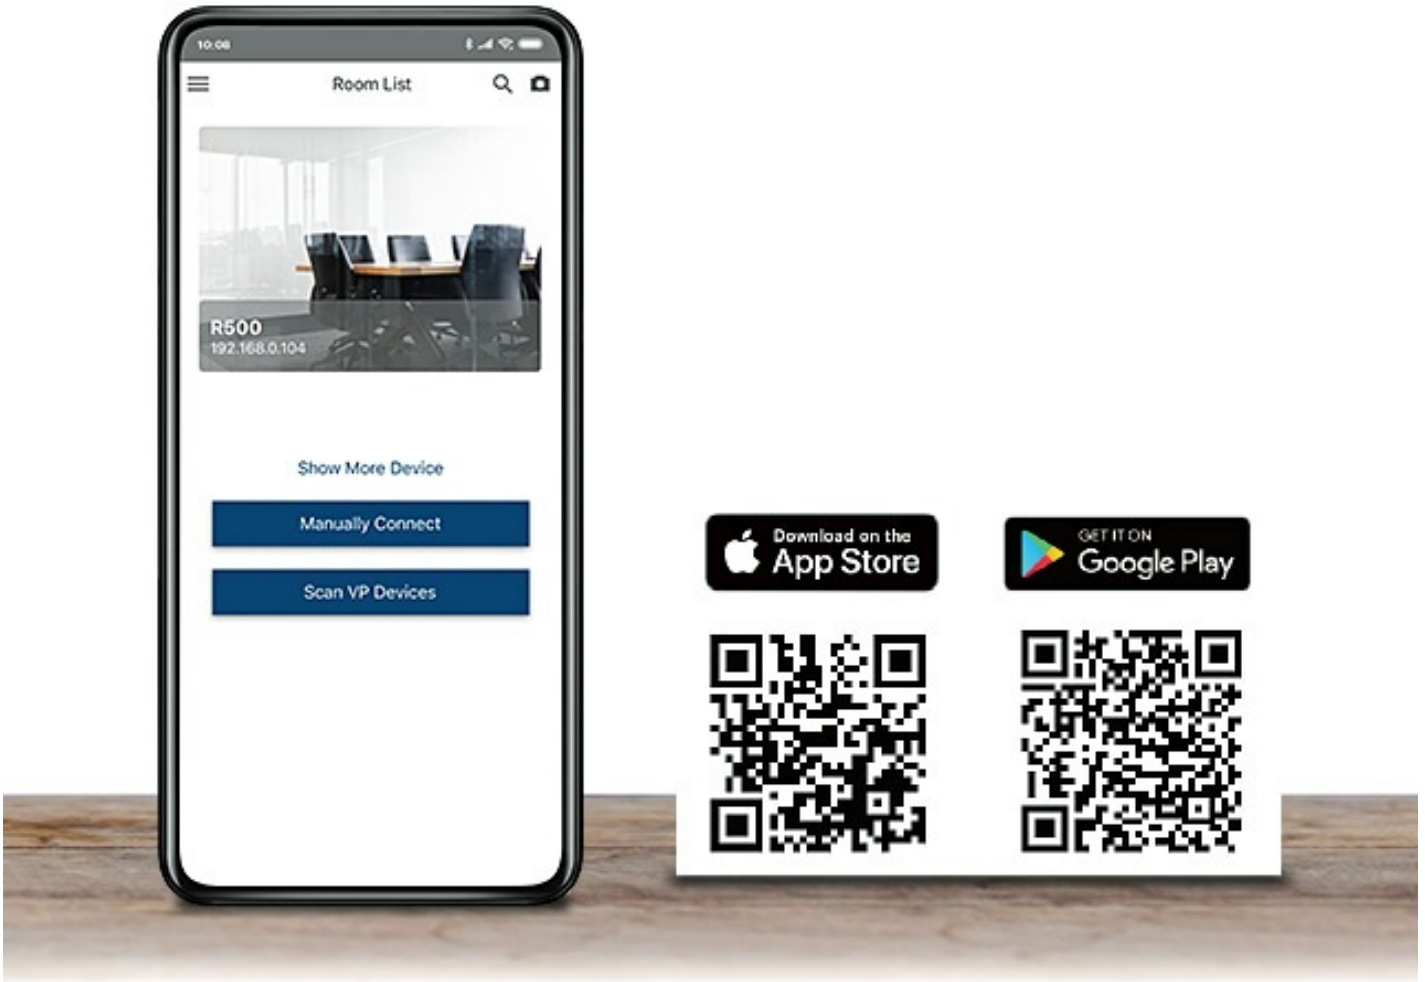 10:08
Room List
R500
192.168.0.104
Show More Device
Manually Connect
Scan VP Devices
Download on the
App Store
GET IT ON
Google Play